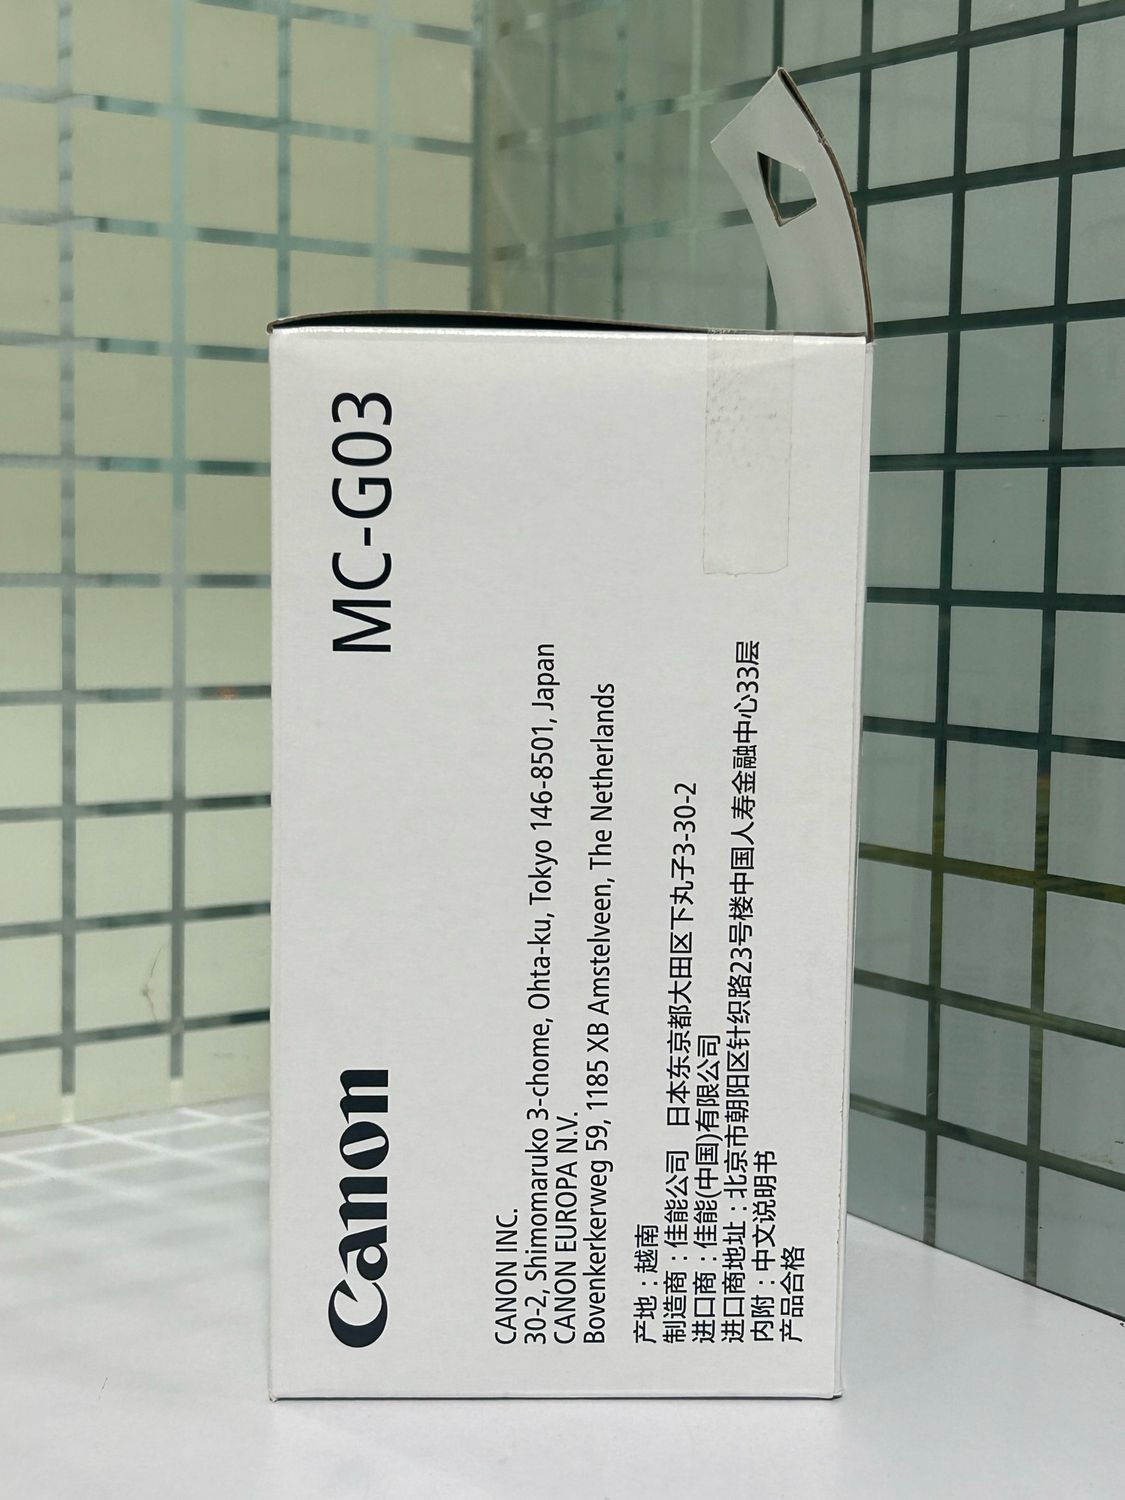 Canon MC-G03
CANON INC.
30-2, Shimomaruko 3-chome, Ohta-ku, Tokyo 146-8501, Japan
CANON EUROPA N.V.
Bovenkerkerweg 59, 1185 XB Amstelveen, The Netherlands
产地：越南
制造商：佳能公司 日本东京都大田区下丸子3-30-2
进口商：佳能(中国)有限公司
进口商地址：北京市朝阳区针织路23号楼中国人寿金融中心33层
内附：中文说明书
产品合格